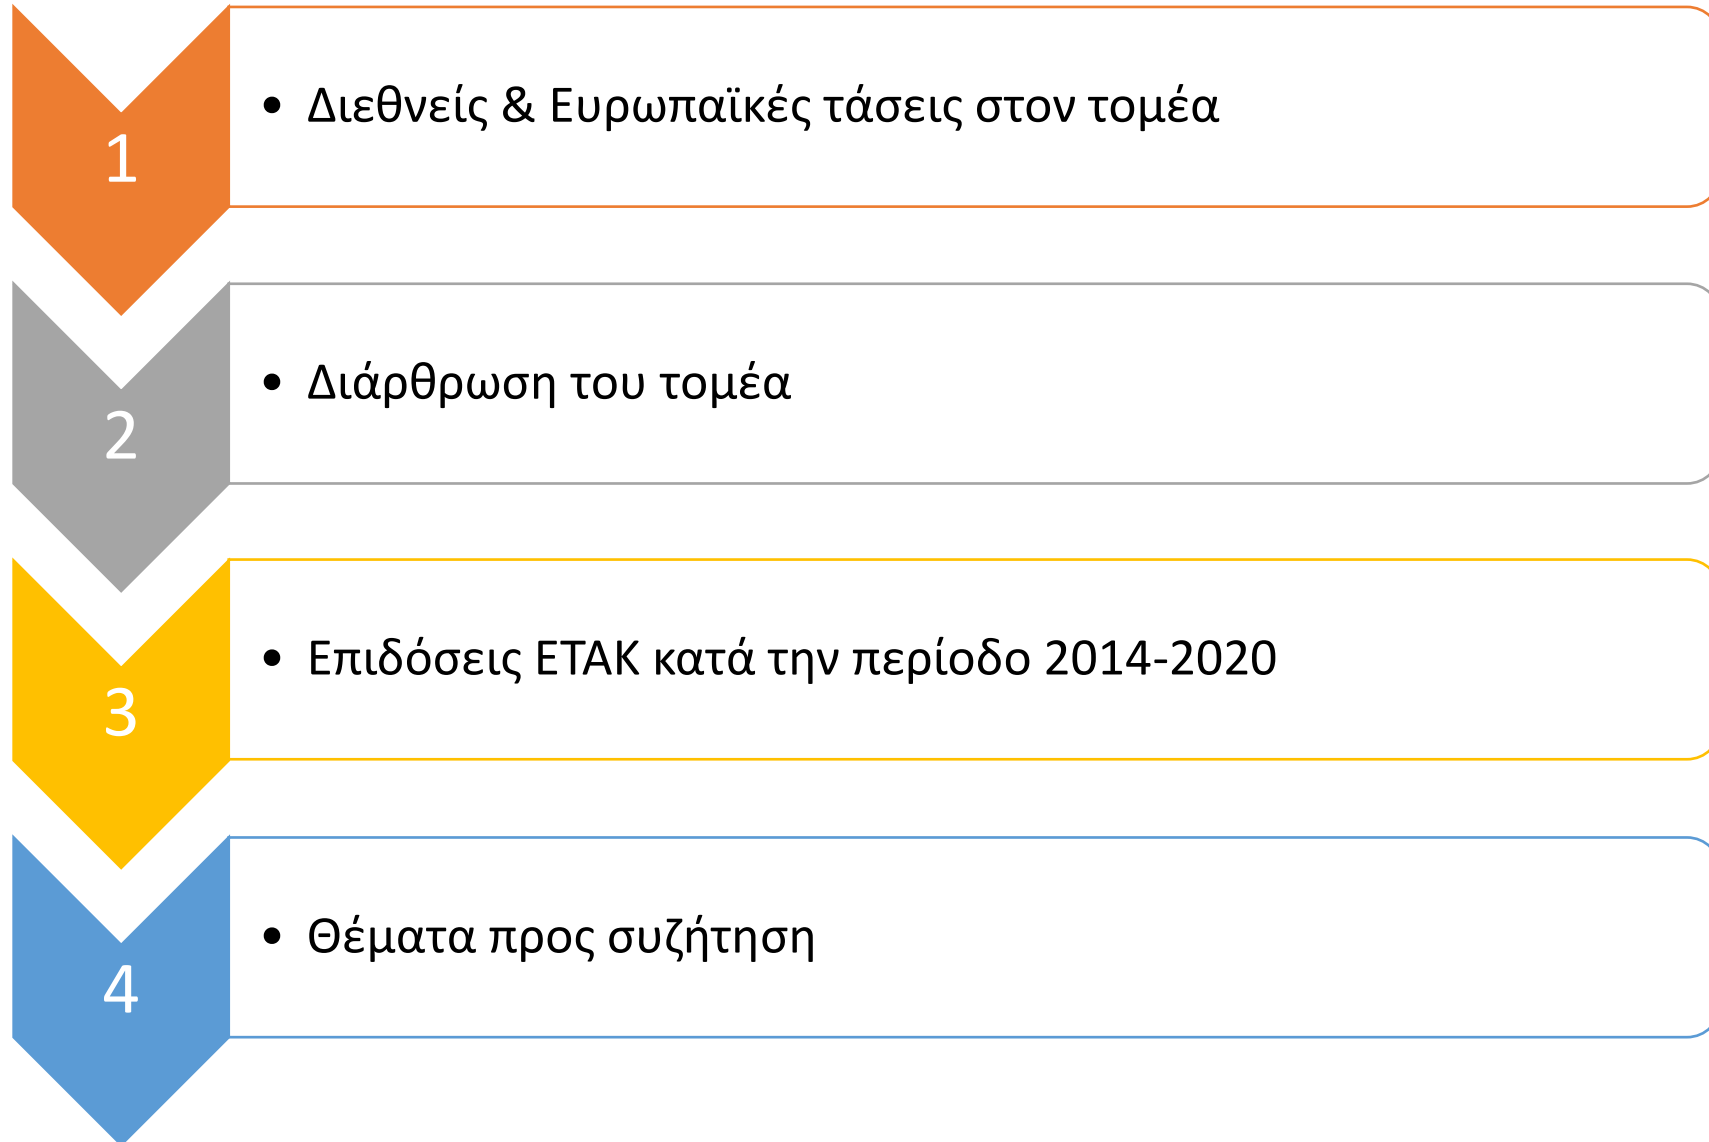 1
• Διεθνείς & Ευρωπαϊκές τάσεις στον τομέα
2
• Διάρθρωση του τομέα
3
• Επιδόσεις ΕΤΑΚ κατά την περίοδο 2014-2020
4
• Θέματα προς συζήτηση